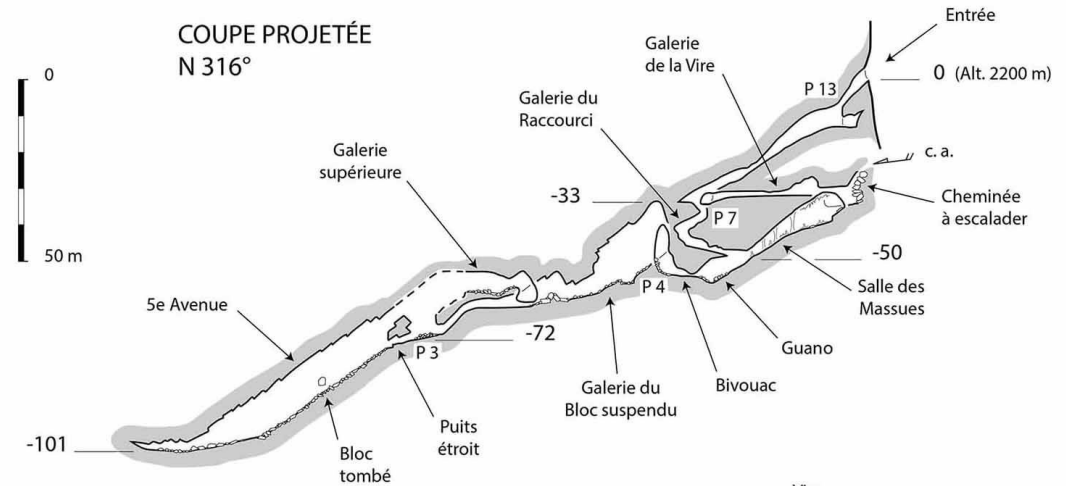 COUPE PROJETÉE
N 316°
0
50 m
Entrée
0 (Alt. 2200 m)
P 13
Galerie
de la Vire
Galerie du
Raccourci
c. a.
Cheminée
à escalader
Galerie
supérieure
-33
P 7
-50
Salle des
Massues
5e Avenue
P 4
Guano
-72
P 3
Bivouac
Galerie du
Bloc suspendu
Puits
étroit
-101
Bloc
tombé